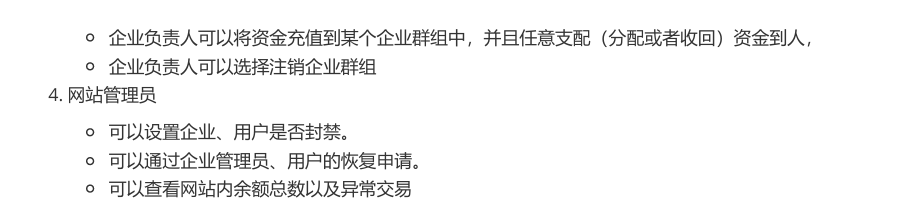 企业负责人可以将资金充值到某个企业群组中，并且任意支配（分配或者收回）资金到人，
企业负责人可以选择注销企业群组
4. 网站管理员
可以设置企业、用户是否封禁。
可以通过企业管理员、用户的恢复申请。
可以查看网站内余额总数以及异常交易